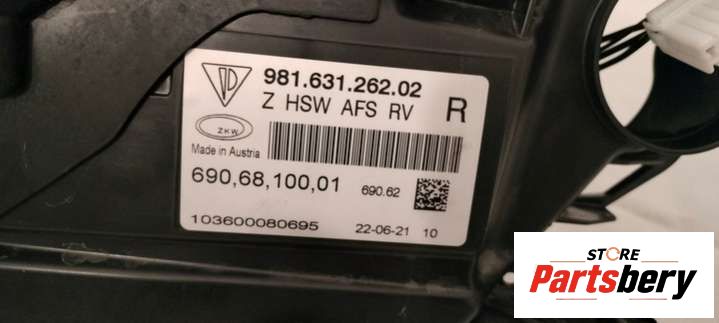 981.631.262.02
Z HSW AFS RV R
ZKW
Made in Austria
690,68,100,01 690.62
103600080695 22-06-21 10
STORE
Partsbery